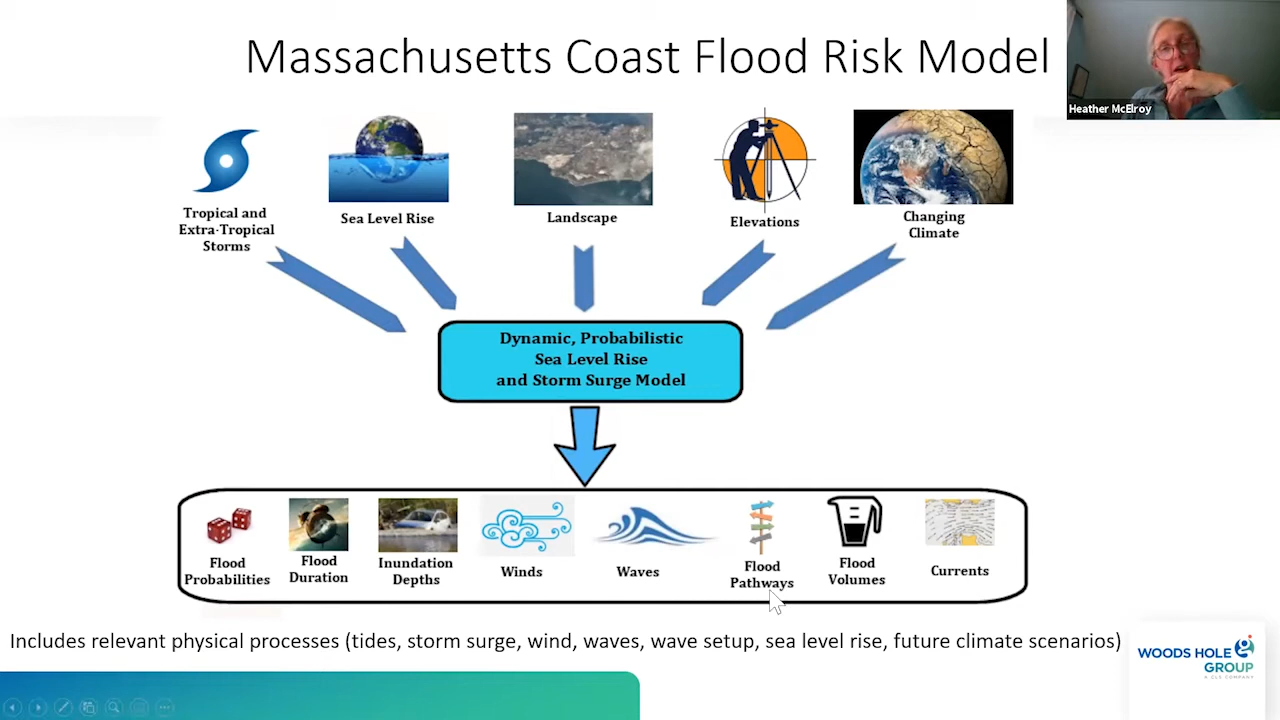 Massachusetts Coast Flood Risk Model
Heather McElroy
Tropical and
Extra-Tropical
Storms
Sea Level Rise
Landscape
Elevations
Changing
Climate
Dynamic, Probabilistic
Sea Level Rise
and Storm Surge Model
Flood
Probabilities
Flood
Duration
Inundation
Depths
Winds
Waves
Flood
Pathways
Flood
Volumes
Currents
Includes relevant physical processes (tides, storm surge, wind, waves, wave setup, sea level rise, future climate scenarios)
WOODS HOLE
GROUP
A CLS COMPANY